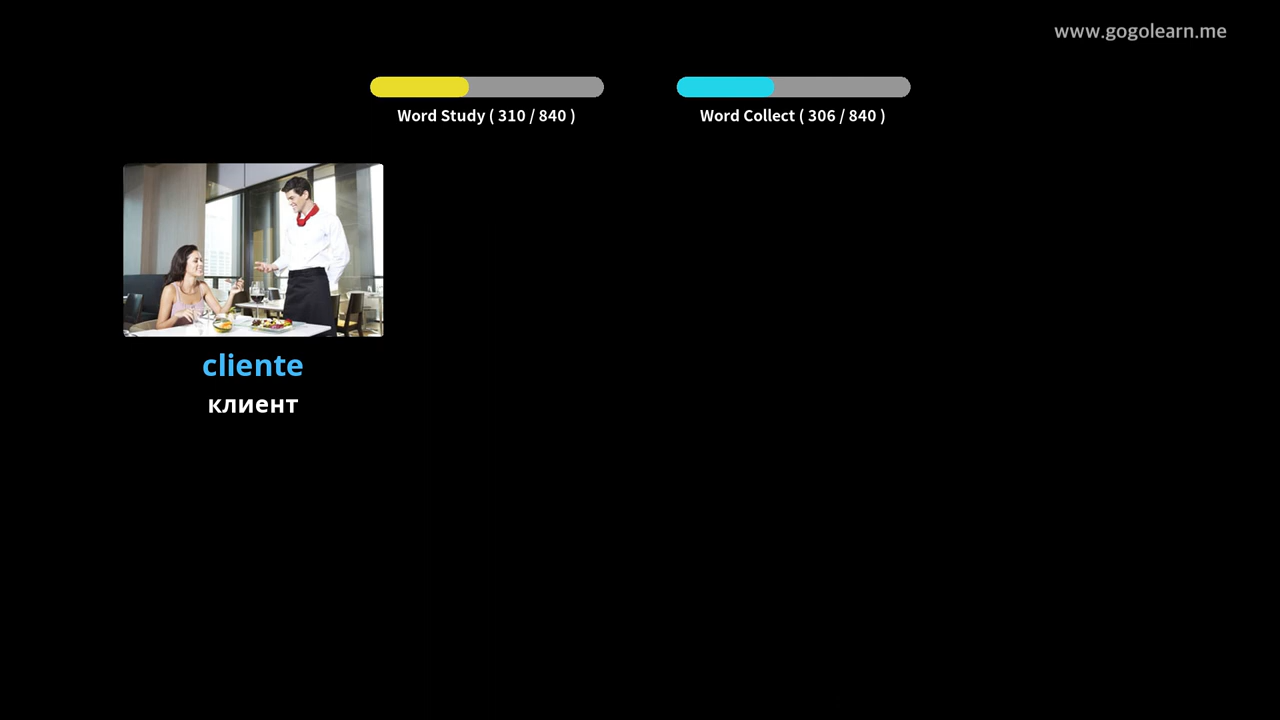 www.gogolearn.me
Word Study ( 310 / 840 )
Word Collect ( 306 / 840 )
cliente
клиент